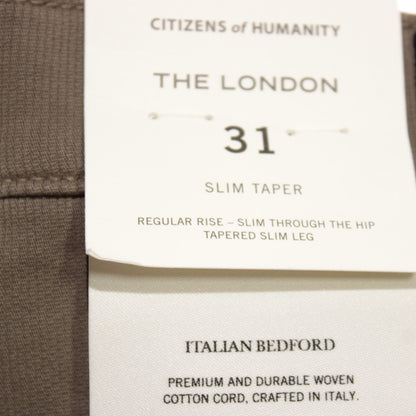 CITIZENS of HUMANITY
THE LONDON
31
SLIM TAPER
REGULAR RISE – SLIM THROUGH THE HIP
TAPERED SLIM LEG
ITALIAN BEDFORD
PREMIUM AND DURABLE WOVEN
COTTON CORD, CRAFTED IN ITALY.